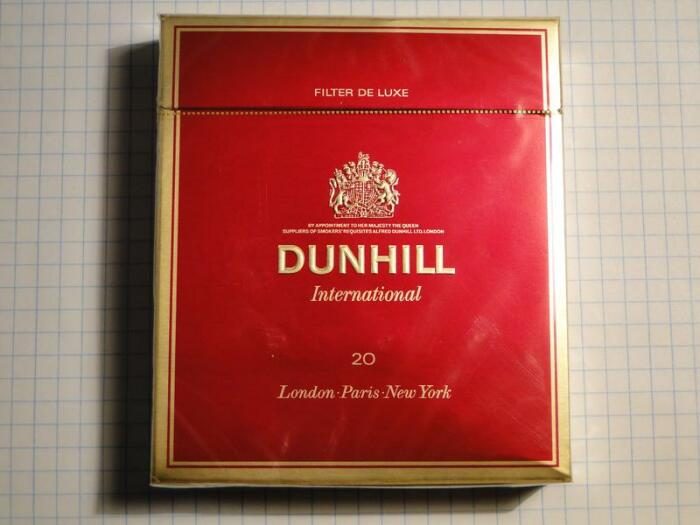 FILTER DE LUXE
BY APPOINTMENT TO HER MAJESTY THE QUEEN
SUPPLIERS OF SMOKERS' REQUISITES ALFRED DUNHILL LTD. LONDON
DUNHILL
International
20
London·Paris·New York